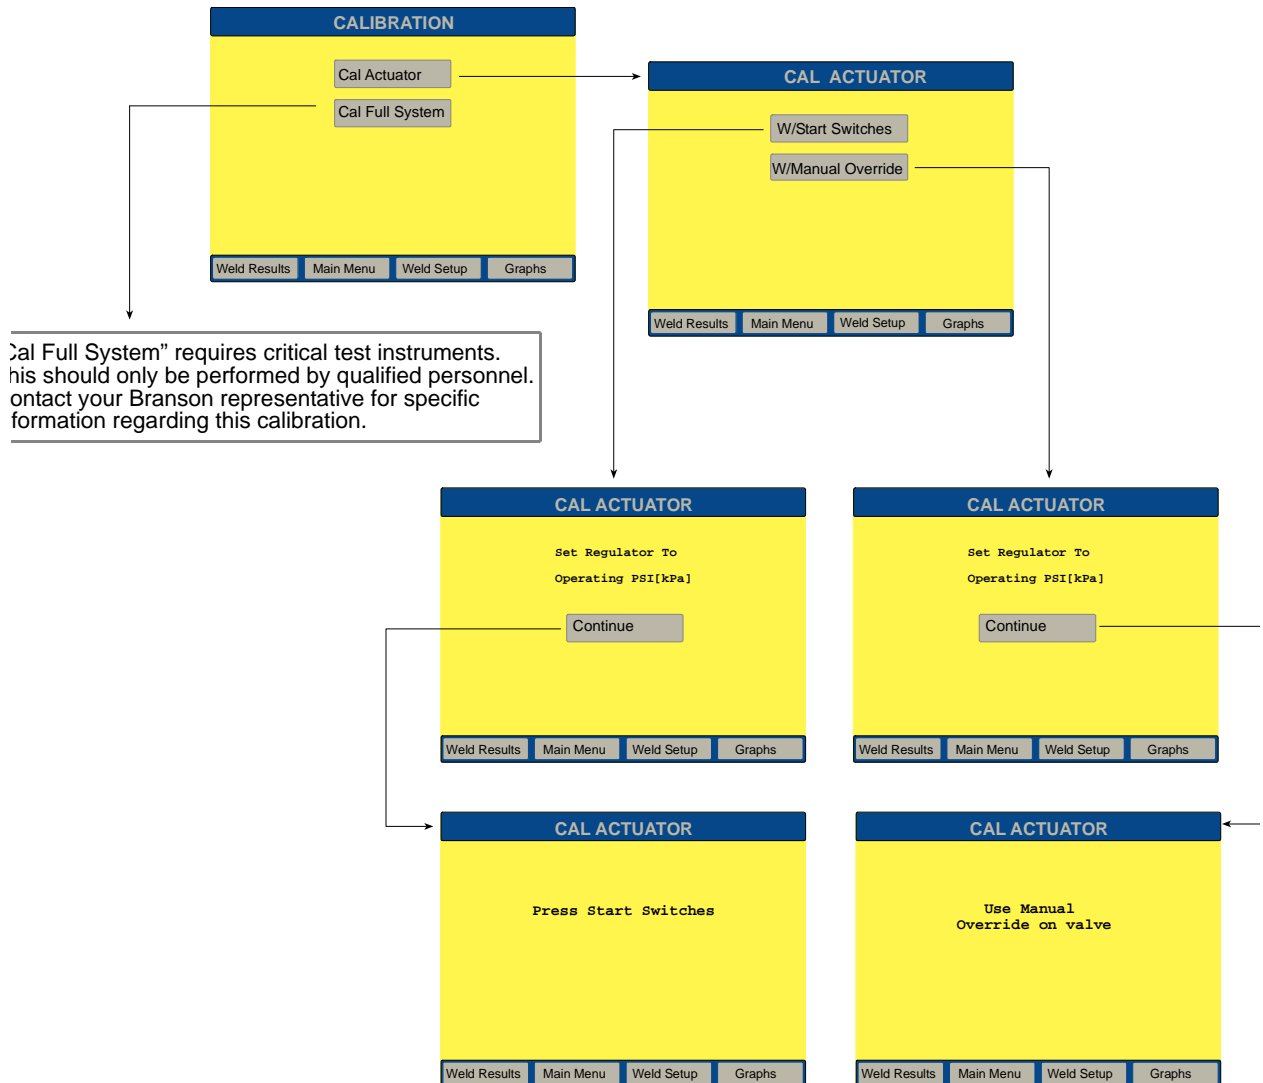 CALIBRATION
Cal Actuator
Cal Full System
Weld Results Main Menu Weld Setup Graphs
CAL ACTUATOR
W/Start Switches
W/Manual Override
Weld Results Main Menu Weld Setup Graphs
Cal Full System” requires critical test instruments.
his should only be performed by qualified personnel.
ontact your Branson representative for specific
formation regarding this calibration.
CAL ACTUATOR
Set Regulator To
Operating PSI[kPa]
Continue
Weld Results Main Menu Weld Setup Graphs
CAL ACTUATOR
Set Regulator To
Operating PSI[kPa]
Continue
Weld Results Main Menu Weld Setup Graphs
CAL ACTUATOR
Press Start Switches
Weld Results Main Menu Weld Setup Graphs
CAL ACTUATOR
Use Manual
Override on valve
Weld Results Main Menu Weld Setup Graphs